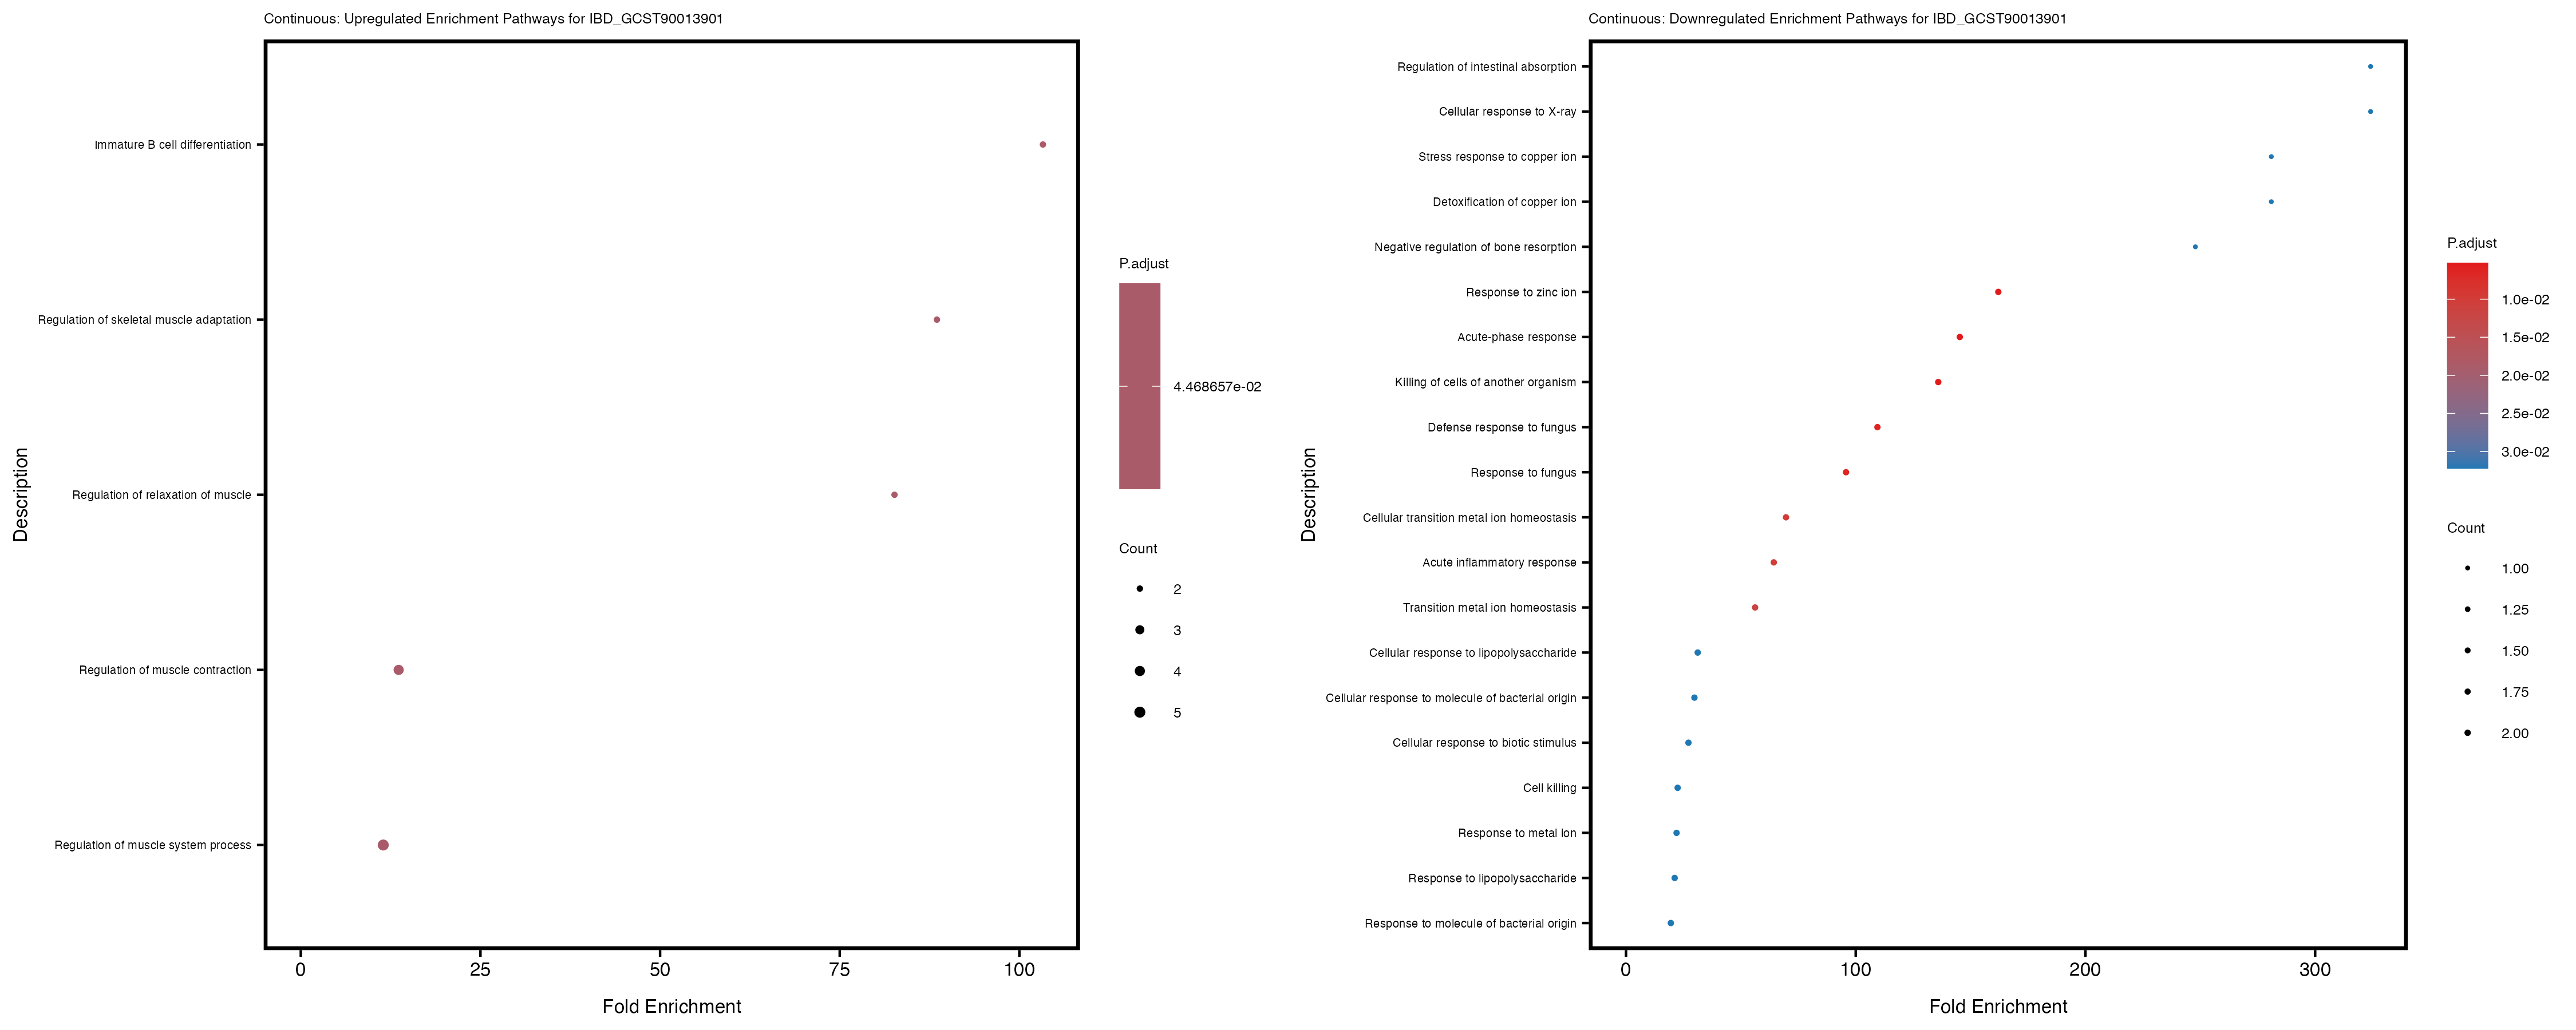 Continuous: Upregulated Enrichment Pathways for IBD_GCST90013901
Description
Immature B cell differentiation
Regulation of skeletal muscle adaptation
Regulation of relaxation of muscle
Regulation of muscle contraction
Regulation of muscle system process
0 25 50 75 100
Fold Enrichment
P.adjust
4.468657e-02
Count
2
3
4
5
Continuous: Downregulated Enrichment Pathways for IBD_GCST90013901
Description
Regulation of intestinal absorption
Cellular response to X-ray
Stress response to copper ion
Detoxification of copper ion
Negative regulation of bone resorption
Response to zinc ion
Acute-phase response
Killing of cells of another organism
Defense response to fungus
Response to fungus
Cellular transition metal ion homeostasis
Acute inflammatory response
Transition metal ion homeostasis
Cellular response to lipopolysaccharide
Cellular response to molecule of bacterial origin
Cellular response to biotic stimulus
Cell killing
Response to metal ion
Response to lipopolysaccharide
Response to molecule of bacterial origin
0 100 200 300
Fold Enrichment
P.adjust
1.0e-02
1.5e-02
2.0e-02
2.5e-02
3.0e-02
Count
1.00
1.25
1.50
1.75
2.00